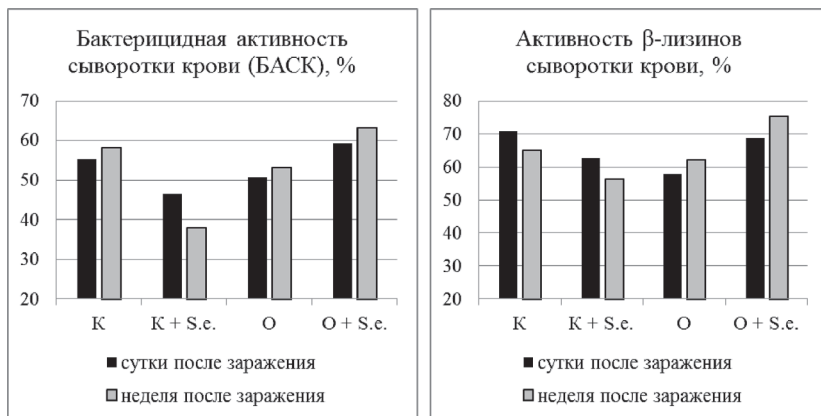 Бактерицидная активность
сыворотки крови (БАСК), %
70
60
50
40
30
20
К
К + S.e.
О
О + S.e.
сутки после заражения
неделя после заражения
Активность β-лизинов
сыворотки крови, %
80
70
60
50
40
30
20
К
К + S.e.
О
О + S.e.
сутки после заражения
неделя после заражения